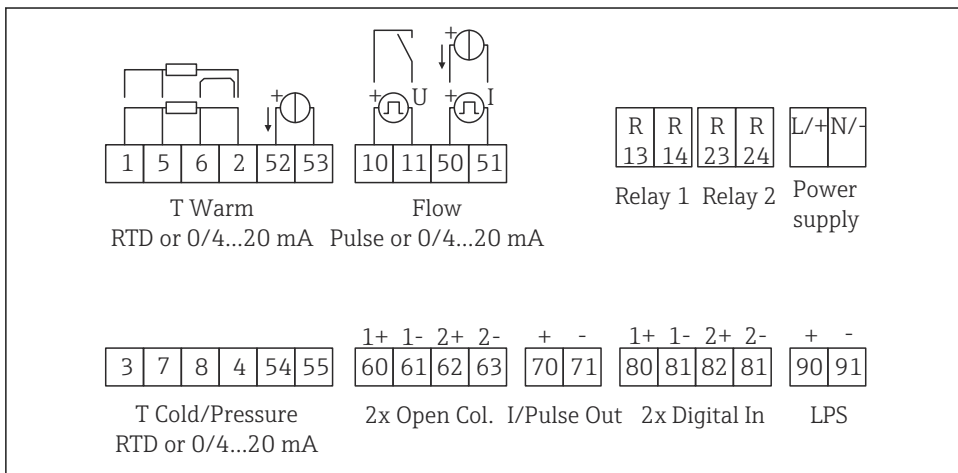 + + 
+ U + I
+
1 5 6 2 52 53
10 11 50 51
R R R R L/+ N/-
13 14 23 24
T Warm
RTD or 0/4...20 mA
Flow
Pulse or 0/4...20 mA
Relay 1 Relay 2 Power
supply
1+ 1- 2+ 2- + - 1+ 1- 2+ 2- + -
3 7 8 4 54 55 60 61 62 63 70 71 80 81 82 81 90 91
T Cold/Pressure
RTD or 0/4...20 mA
2x Open Col. I/Pulse Out 2x Digital In LPS